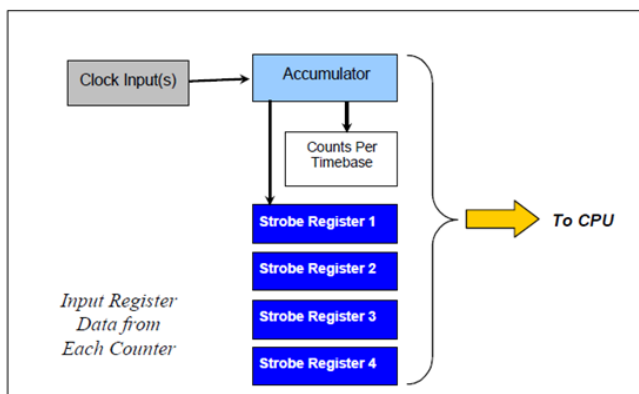 Clock Input(s)
Accumulator
Counts Per
Timebase
Strobe Register 1
To CPU
Strobe Register 2
Strobe Register 3
Strobe Register 4
Input Register
Data from
Each Counter